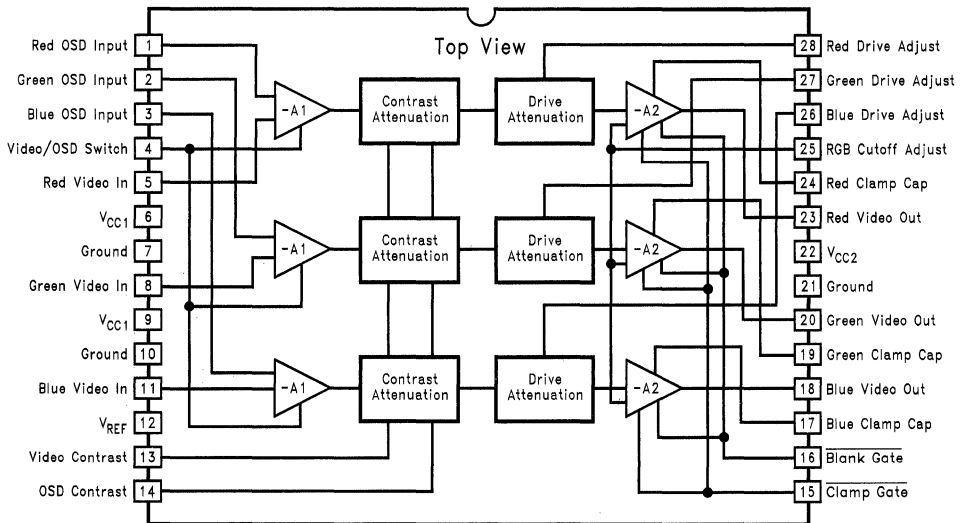 Top View
Red OSD Input 1
Green OSD Input 2
Blue OSD Input 3
Video/OSD Switch 4
Red Video In 5
VCC1 6
Ground 7
Green Video In 8
VCC1 9
Ground 10
Blue Video In 11
VREF 12
Video Contrast 13
OSD Contrast 14
-A1
Contrast
Attenuation
Drive
Attenuation
-A2
-A1
Contrast
Attenuation
Drive
Attenuation
-A2
-A1
Contrast
Attenuation
Drive
Attenuation
-A2
28 Red Drive Adjust
27 Green Drive Adjust
26 Blue Drive Adjust
25 RGB Cutoff Adjust
24 Red Clamp Cap
23 Red Video Out
22 VCC2
21 Ground
20 Green Video Out
19 Green Clamp Cap
18 Blue Video Out
17 Blue Clamp Cap
16 Blank Gate
15 Clamp Gate